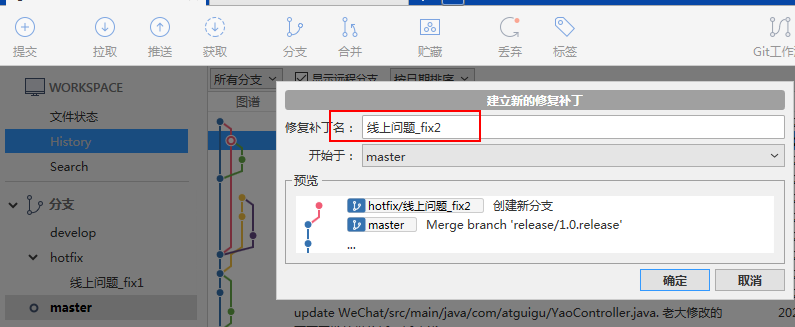 提交 拉取 推送 获取 分支 合并 贮藏 丢弃 标签
WORKSPACE
文件状态
History
Search
分支
develop
hotfix
线上问题_fix1
master
所有分支 显示远程分支 按日期排序
图谱
建立新的修复补丁
修复补丁名： 线上问题_fix2
开始于： master
预览
hotfix/线上问题_fix2 创建新分支
master Merge branch 'release/1.0.release'
...
确定 取消
update WeChat/src/main/java/com/atguigu/YaoController.java. 老大修改的